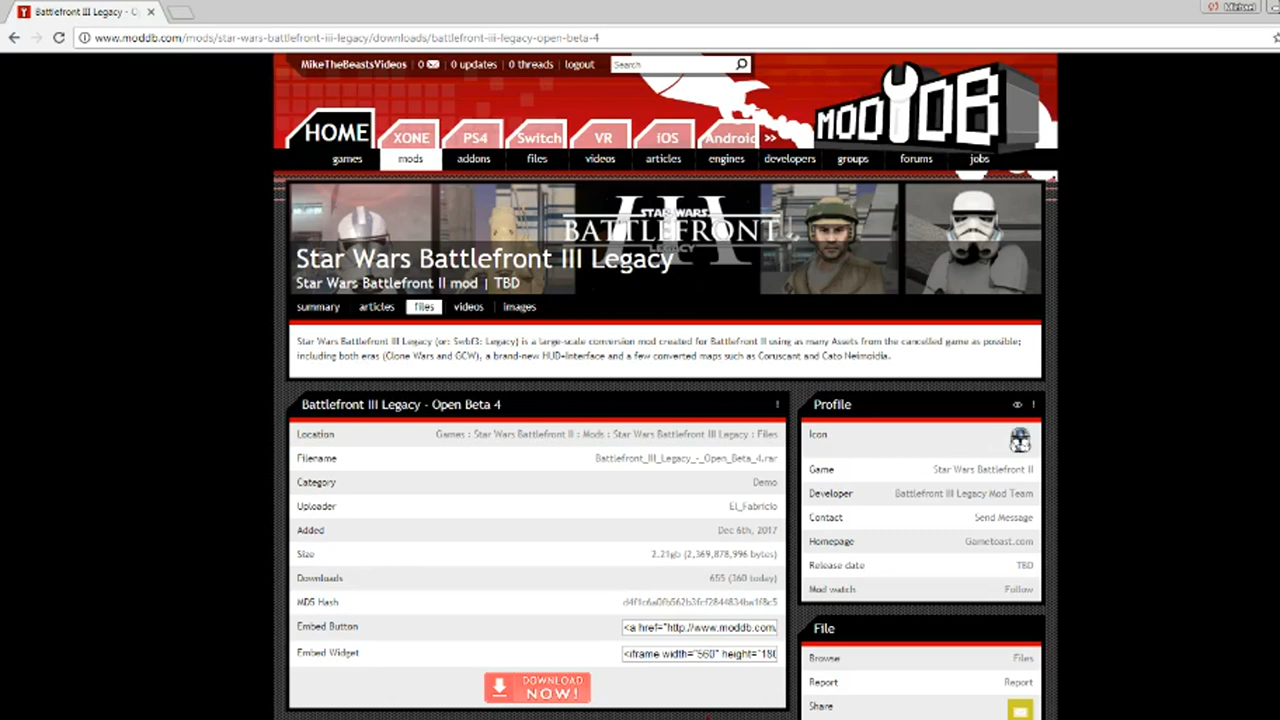 Battlefront III Legacy - O
Michael
www.moddb.com/mods/star-wars-battlefront-iii-legacy/downloads/battlefront-iii-legacy-open-beta-4
MikeTheBeastsVideos | 0 | 0 updates | 0 threads | logout
Search
MOD DB
HOME XONE PS4 Switch VR iOS Android >>
games mods addons files videos articles engines developers groups forums jobs
STAR WARS
BATTLEFRONT
III
LEGACY
Star Wars Battlefront III Legacy
Star Wars Battlefront II mod | TBD
summary articles files videos images
Star Wars Battlefront III Legacy (or: Swbf3: Legacy) is a large-scale conversion mod created for Battlefront II using as many Assets from the cancelled game as possible;
including both eras (Clone Wars and GCW), a brand-new HUD+Interface and a few converted maps such as Coruscant and Cato Neimoidia.
Battlefront III Legacy - Open Beta 4
Location Games : Star Wars Battlefront II : Mods : Star Wars Battlefront III Legacy : Files
Filename Battlefront_III_Legacy_-_Open_Beta_4.rar
Category Demo
Uploader El_Fabricio
Added Dec 6th, 2017
Size 2.21gb (2,369,878,996 bytes)
Downloads 655 (360 today)
MD5 Hash
Embed Button <a href="http://www.moddb.com/
Embed Widget <iframe width="560" height="180
DOWNLOAD
NOW!
Profile
Icon
Game Star Wars Battlefront II
Developer Battlefront III Legacy Mod Team
Contact Send Message
Homepage Gametoast.com
Release date TBD
Mod watch Follow
File
Browse Files
Report Report
Share